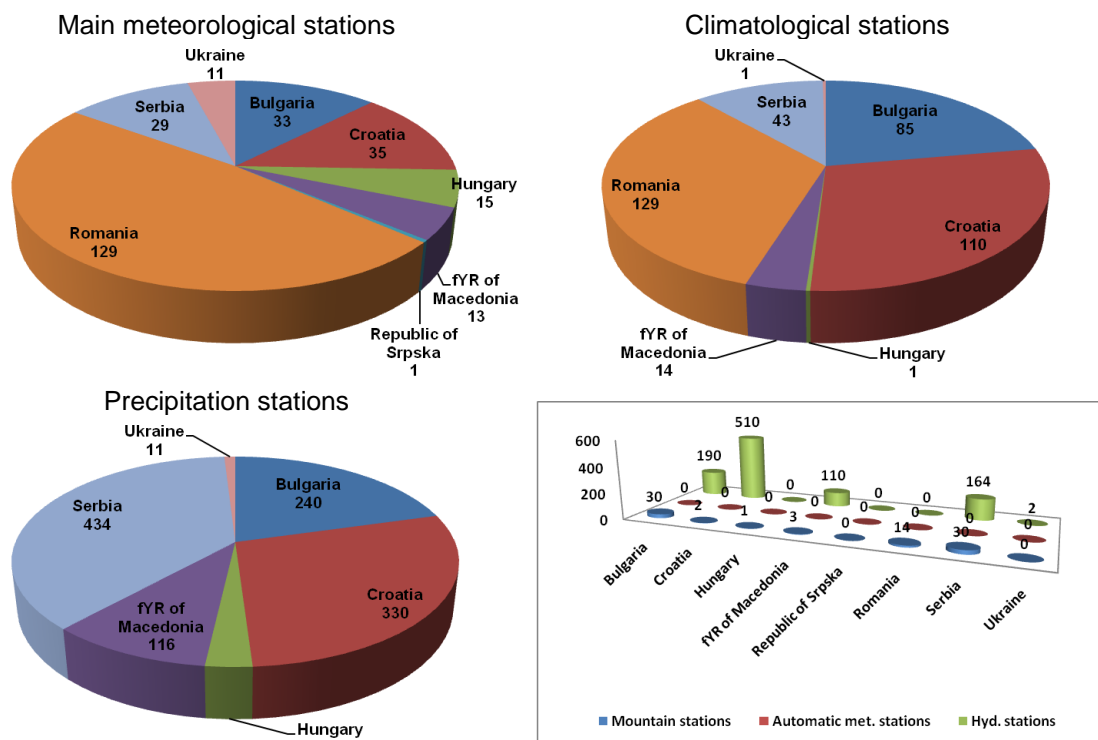 Main meteorological stations
Ukraine
11
Serbia
29
Bulgaria
33
Croatia
35
Hungary
15
Romania
129
fYR of
Macedonia
13
Republic of
Srpska
1
Climatological stations
Ukraine
1
Serbia
43
Bulgaria
85
Romania
129
Croatia
110
fYR of
Macedonia
14
Hungary
1
Precipitation stations
Ukraine
11
Serbia
434
Bulgaria
240
Croatia
330
fYR of
Macedonia
116
Hungary
600
400
200
0
190
510
0
110
0
0
164
2
0
0
0
0
0
0
0
0
30
2
1
3
0
14
30
0
Bulgaria
Croatia
Hungary
fYR of Macedonia
Republic of Srpska
Romania
Serbia
Ukraine
Mountain stations
Automatic met. stations
Hyd. stations